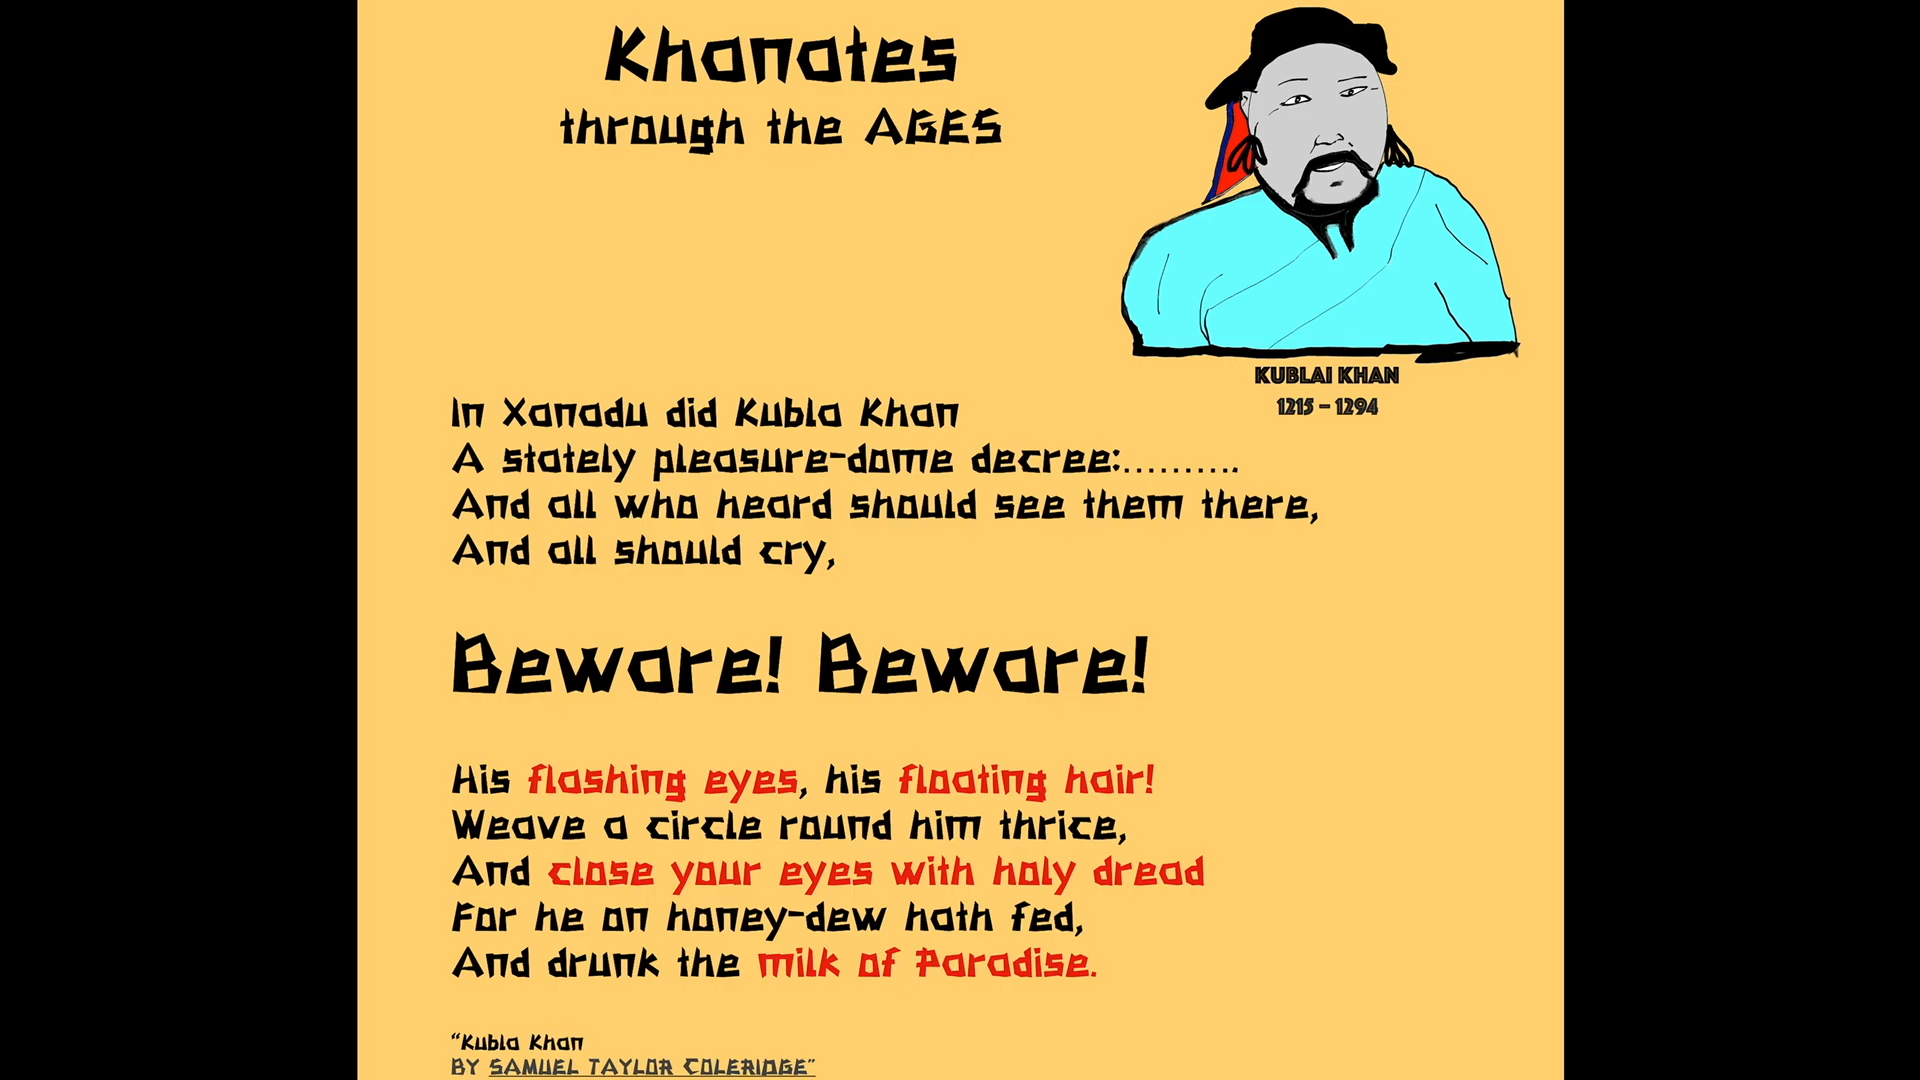 Khanates
through the AGES
KUBLAI KHAN
1215 – 1294
In Xanadu did Kubla Khan
A stately pleasure-dome decree:……….
And all who heard should see them there,
And all should cry,
Beware! Beware!
His flashing eyes, his floating hair!
Weave a circle round him thrice,
And close your eyes with holy dread
For he on honey-dew hath fed,
And drunk the milk of Paradise.
“Kubla Khan
BY SAMUEL TAYLOR COLERIDGE”